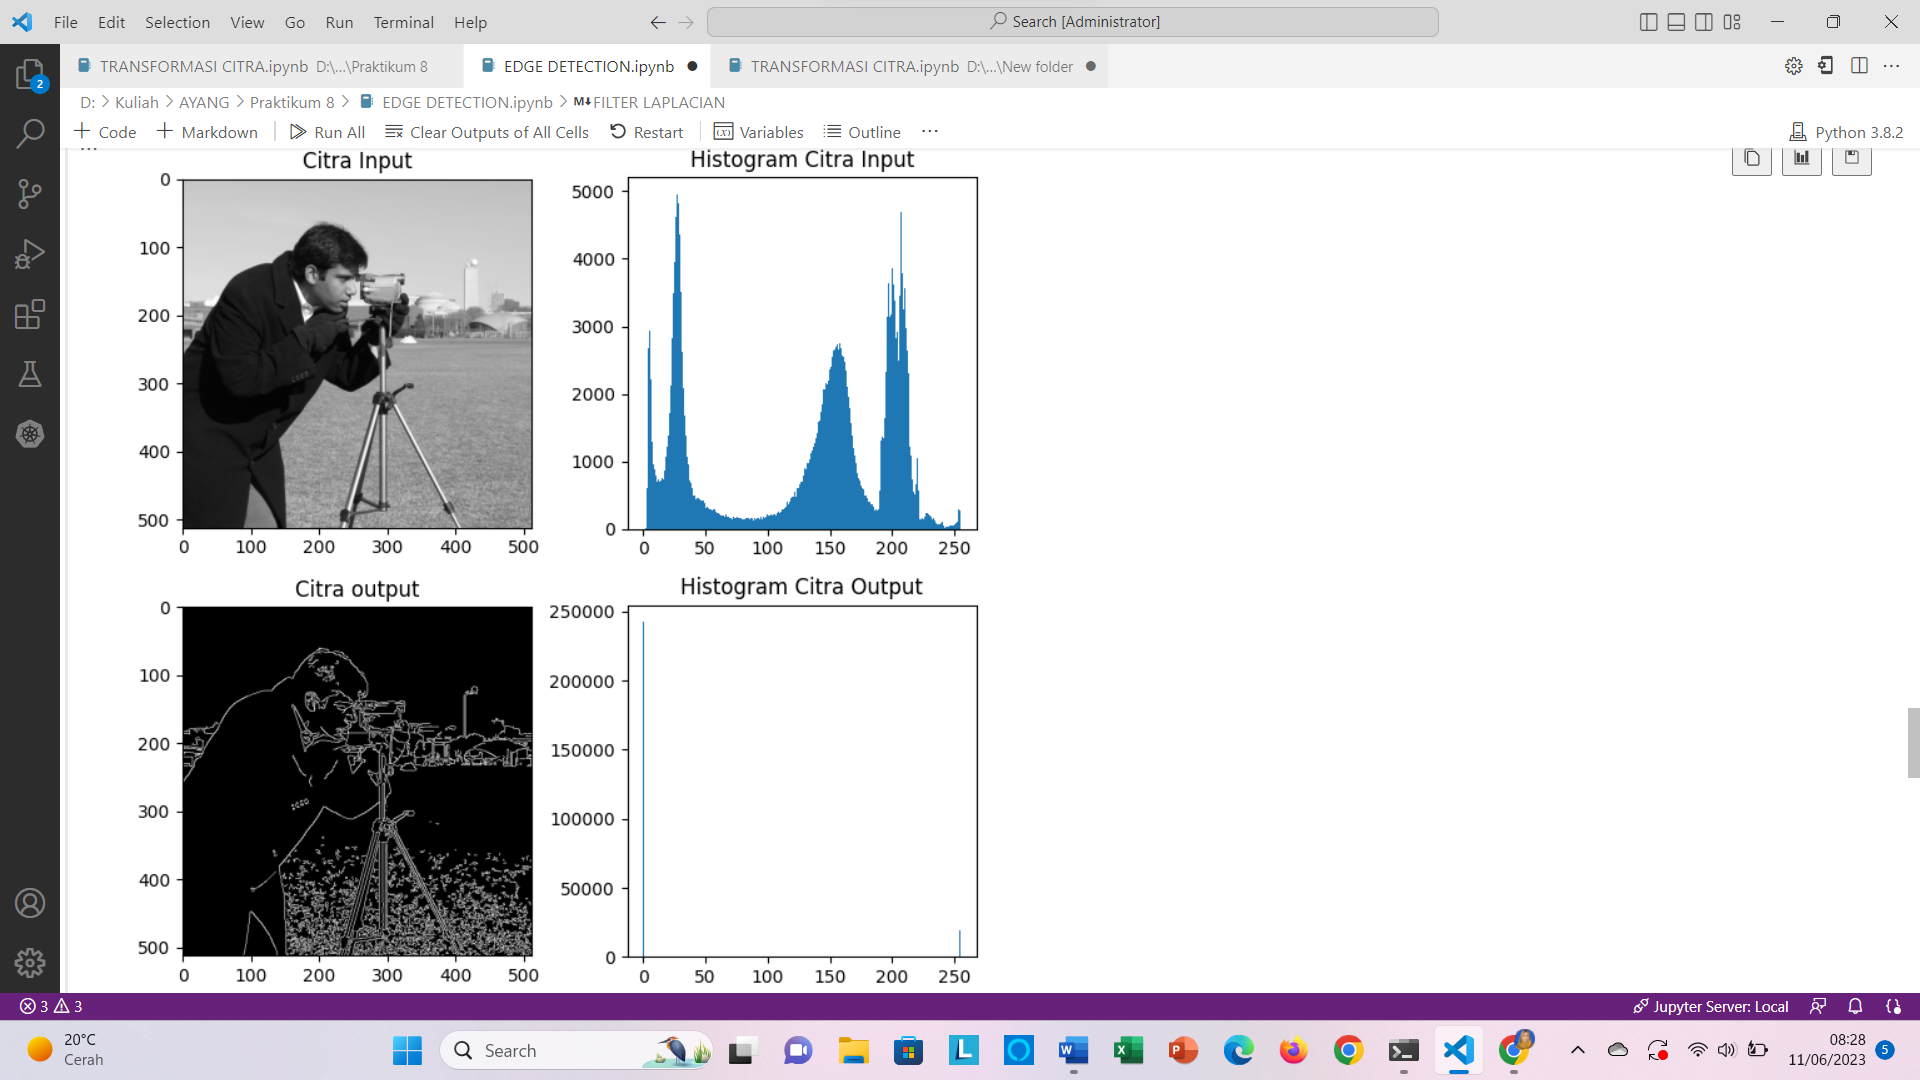 File Edit Selection View Go Run Terminal Help
Search [Administrator]
2
TRANSFORMASI CITRA.ipynb D:\...\Praktikum 8
EDGE DETECTION.ipynb
TRANSFORMASI CITRA.ipynb D:\...\New folder
D: > Kuliah > AYANG > Praktikum 8 > EDGE DETECTION.ipynb > M↓FILTER LAPLACIAN
+ Code + Markdown Run All Clear Outputs of All Cells Restart Variables Outline ...
Python 3.8.2
Citra Input
0
100
200
300
400
500
0 100 200 300 400 500
Histogram Citra Input
5000
4000
3000
2000
1000
0
0 50 100 150 200 250
Citra output
0
100
200
300
400
500
0 100 200 300 400 500
Histogram Citra Output
250000
200000
150000
100000
50000
0
0 50 100 150 200 250
3 3
Jupyter Server: Local
20°C
Cerah
Search
08:28
11/06/2023
5